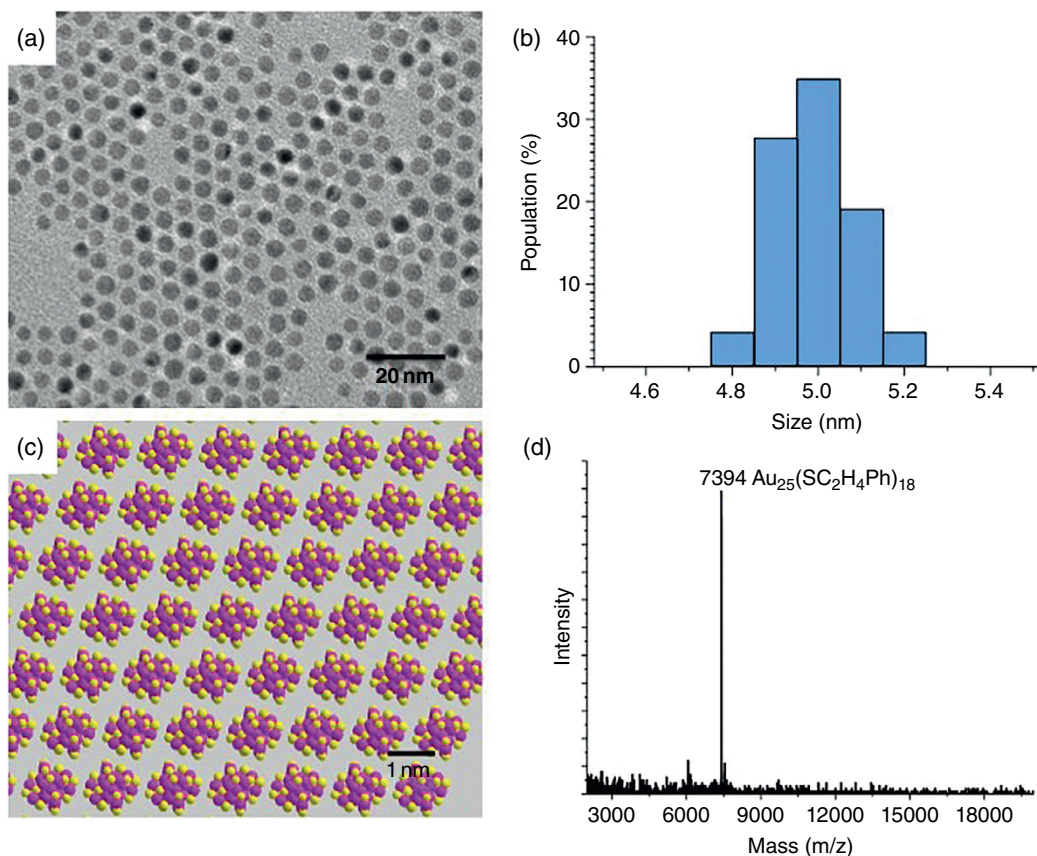 (a)
20 nm
(b)
40
30
20
10
0
Population (%)
4.6 4.8 5.0 5.2 5.4
Size (nm)
(c)
1 nm
(d)
7394 Au₂₅(SC₂H₄Ph)₁₈
Intensity
3000 6000 9000 12000 15000 18000
Mass (m/z)